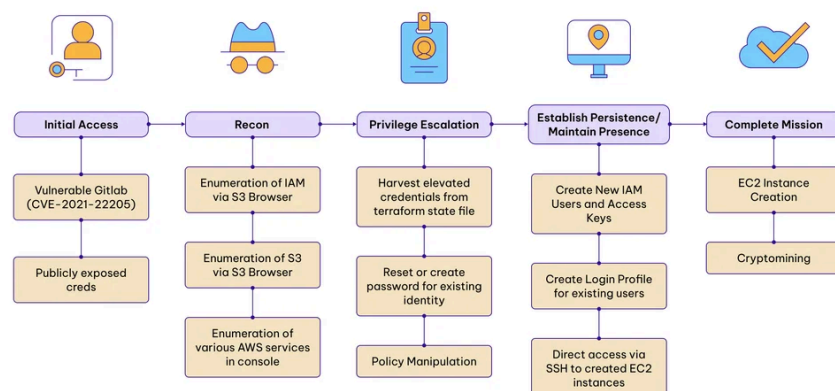 Initial Access
Recon
Privilege Escalation
Establish Persistence/
Maintain Presence
Complete Mission
Vulnerable Gitlab
(CVE-2021-22205)
Publicly exposed
creds
Enumeration of IAM
via S3 Browser
Enumeration of S3
via S3 Browser
Enumeration of
various AWS services
in console
Harvest elevated
credentials from
terraform state file
Reset or create
password for existing
identity
Policy Manipulation
Create New IAM
Users and Access
Keys
Create Login Profile
for existing users
Direct access via
SSH to created EC2
instances
EC2 Instance
Creation
Cryptomining